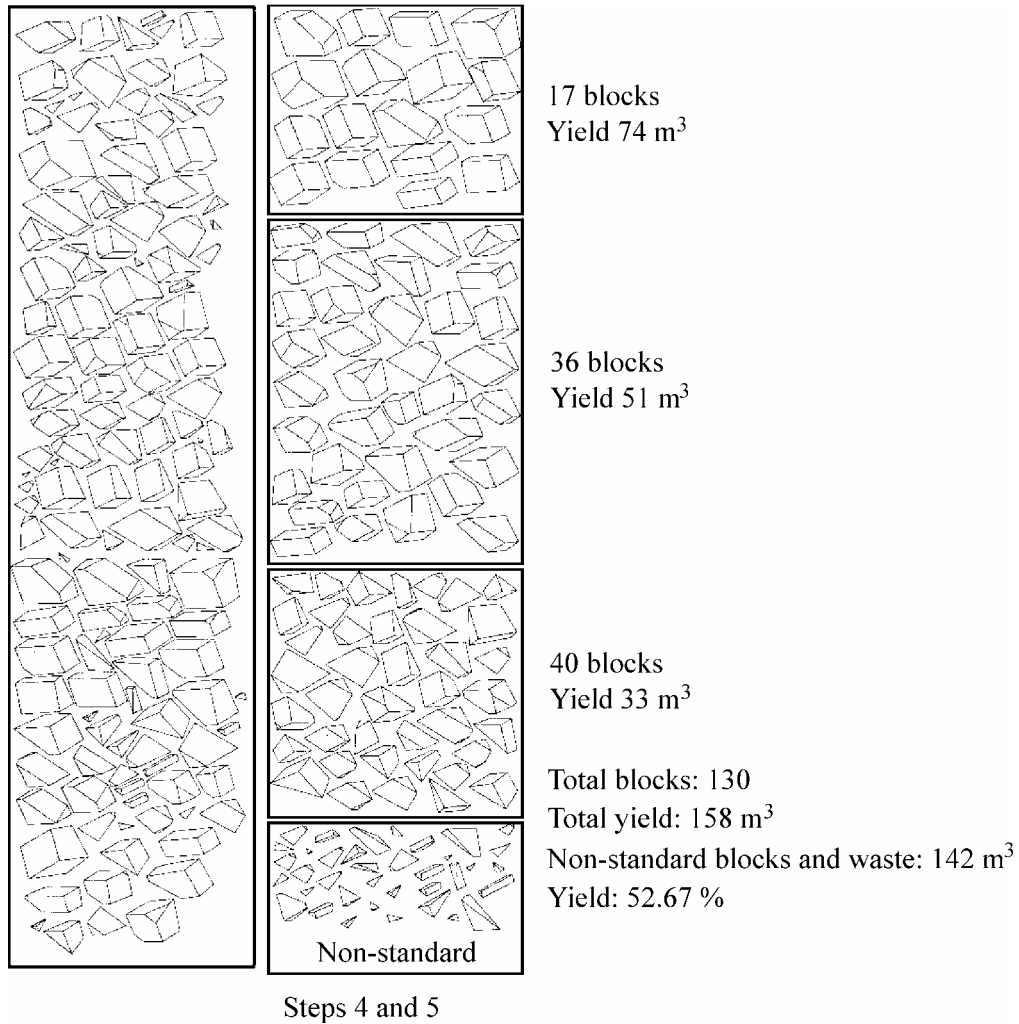 17 blocks
Yield 74 m³
36 blocks
Yield 51 m³
40 blocks
Yield 33 m³
Total blocks: 130
Total yield: 158 m³
Non-standard blocks and waste: 142 m³
Yield: 52.67 %
Non-standard
Steps 4 and 5